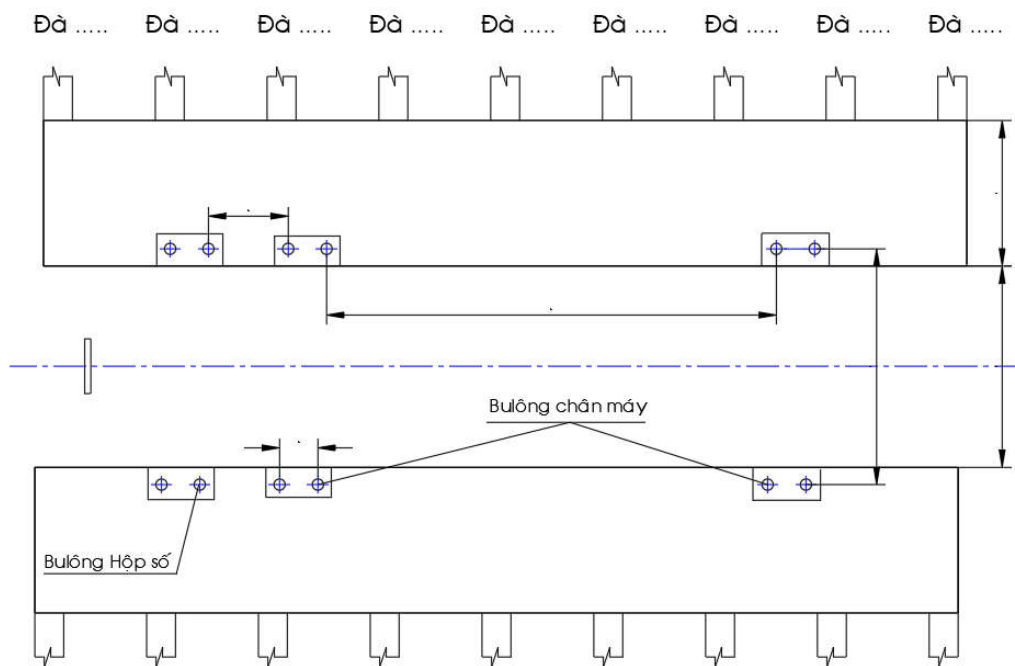 Đà ..... Đà ..... Đà ..... Đà ..... Đà ..... Đà ..... Đà ..... Đà ..... Đà .....
Bulông chân máy
Bulông Hộp số